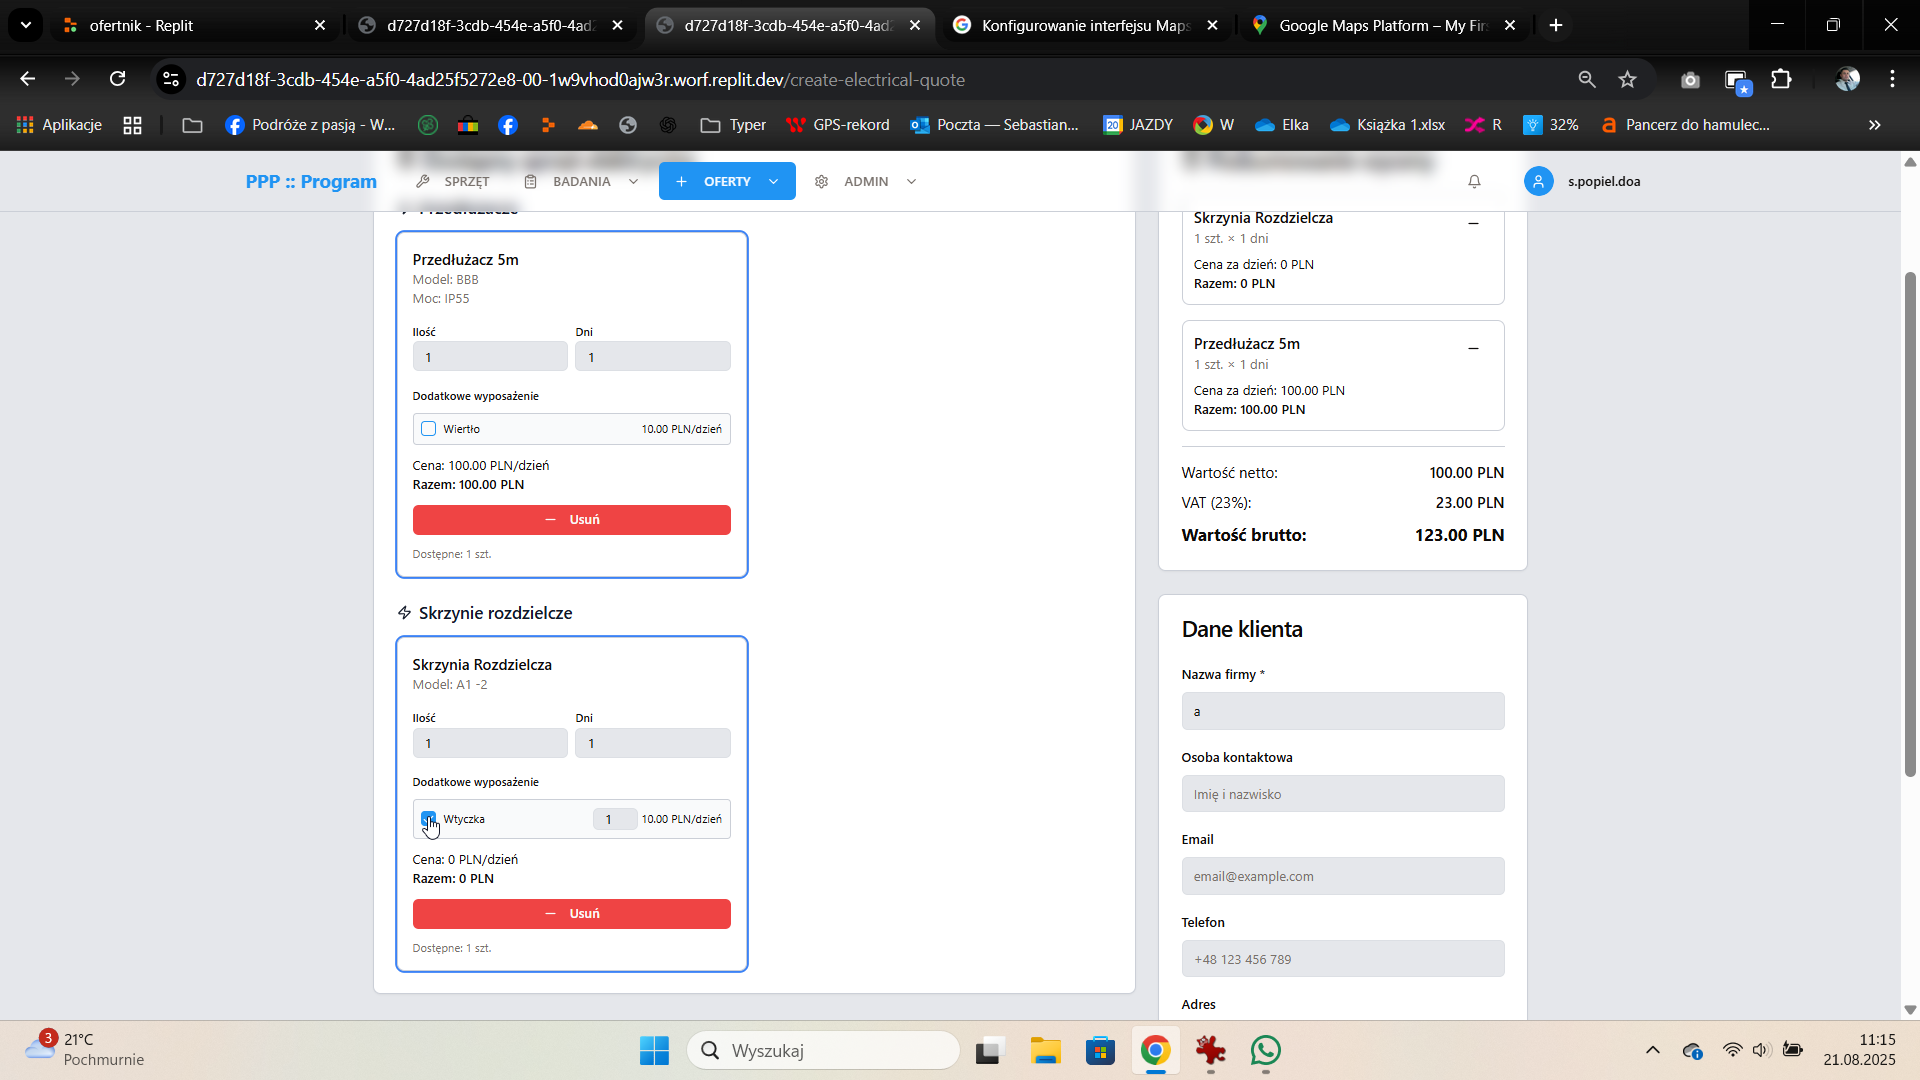 ofertnik - Replit
d727d18f-3cdb-454e-a5f0-4ad2
d727d18f-3cdb-454e-a5f0-4ad2
Konfigurowanie interfejsu Maps
Google Maps Platform – My Firs
d727d18f-3cdb-454e-a5f0-4ad25f5272e8-00-1w9vhod0ajw3r.worf.replit.dev/create-electrical-quote
Aplikacje
Podróże z pasją - W...
Typer
GPS-rekord
Poczta — Sebastian...
20 JAZDY
W
Elka
Książka 1.xlsx
R
32%
Pancerz do hamulec...
PPP :: Program
SPRZĘT
BADANIA
OFERTY
ADMIN
s.popiel.doa
Przedłużacze
Przedłużacz 5m
Model: BBB
Moc: IP55
Ilość Dni
1 1
Dodatkowe wyposażenie
Wiertło 10.00 PLN/dzień
Cena: 100.00 PLN/dzień
Razem: 100.00 PLN
Usuń
Dostępne: 1 szt.
Skrzynie rozdzielcze
Skrzynia Rozdzielcza
Model: A1 -2
Ilość Dni
1 1
Dodatkowe wyposażenie
Wtyczka 1 10.00 PLN/dzień
Cena: 0 PLN/dzień
Razem: 0 PLN
Usuń
Dostępne: 1 szt.
Skrzynia Rozdzielcza
1 szt. × 1 dni
Cena za dzień: 0 PLN
Razem: 0 PLN
Przedłużacz 5m
1 szt. × 1 dni
Cena za dzień: 100.00 PLN
Razem: 100.00 PLN
Wartość netto: 100.00 PLN
VAT (23%): 23.00 PLN
Wartość brutto: 123.00 PLN
Dane klienta
Nazwa firmy *
a
Osoba kontaktowa
Imię i nazwisko
Email
email@example.com
Telefon
+48 123 456 789
Adres
3
21°C
Pochmurnie
Wyszukaj
11:15
21.08.2025